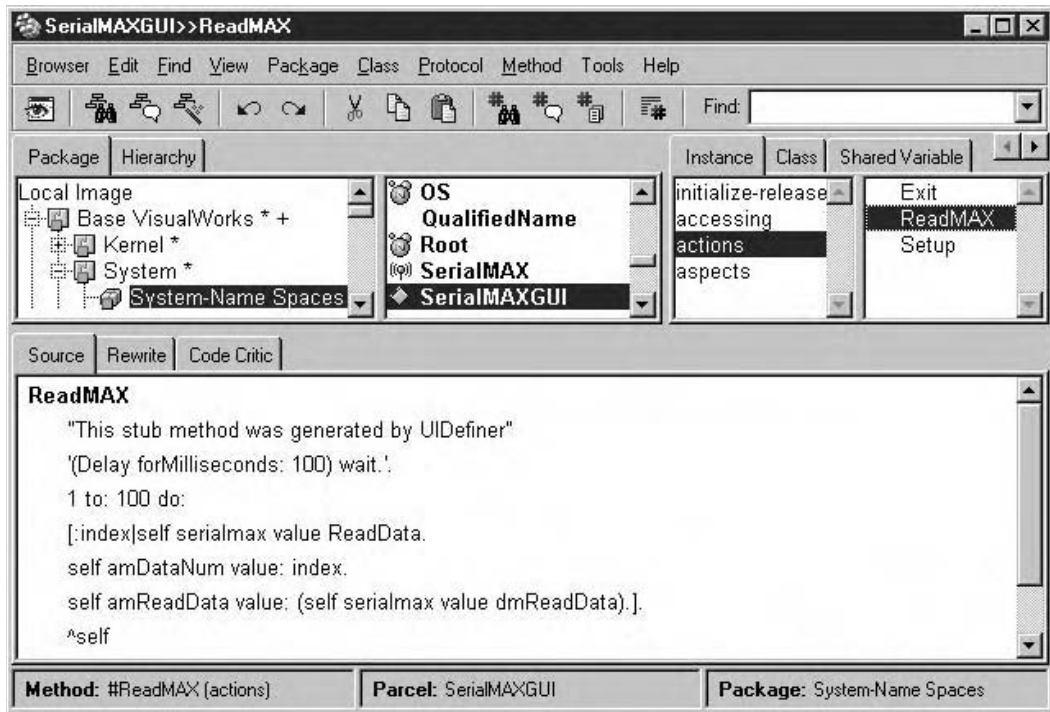 SerialMAXGUI>>ReadMAX
Browser Edit Find View Package Class Protocol Method Tools Help
Find:
Package Hierarchy
Instance Class Shared Variable
Local Image
Base VisualWorks * +
Kernel *
System *
System-Name Spaces
OS
QualifiedName
Root
SerialMAX
SerialMAXGUI
initialize-release
accessing
actions
aspects
Exit
ReadMAX
Setup
Source Rewrite Code Critic
ReadMAX
"This stub method was generated by UIDefiner"
'(Delay forMilliseconds: 100) wait.'.
1 to: 100 do:
[:index|self serialmax value ReadData.
self amDataNum value: index.
self amReadData value: (self serialmax value dmReadData).].
^self
Method: #ReadMAX (actions)
Parcel: SerialMAXGUI
Package: System-Name Spaces